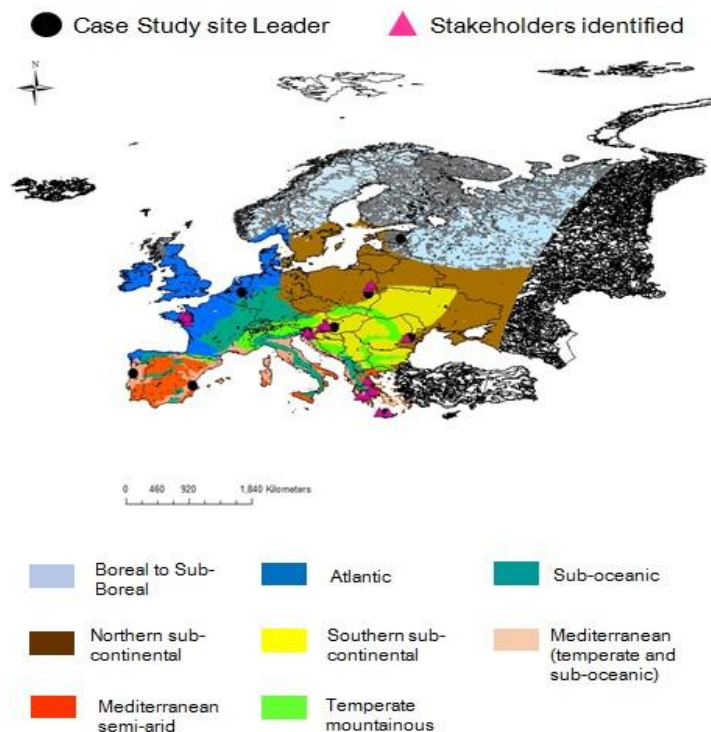 Case Study site Leader
Stakeholders identified
N
0 460 920 1,840 Kilometers
Boreal to Sub-
Boreal
Atlantic
Sub-oceanic
Northern sub-
continental
Southern sub-
continental
Mediterranean
(temperate and
sub-oceanic)
Mediterranean
semi-arid
Temperate
mountainous